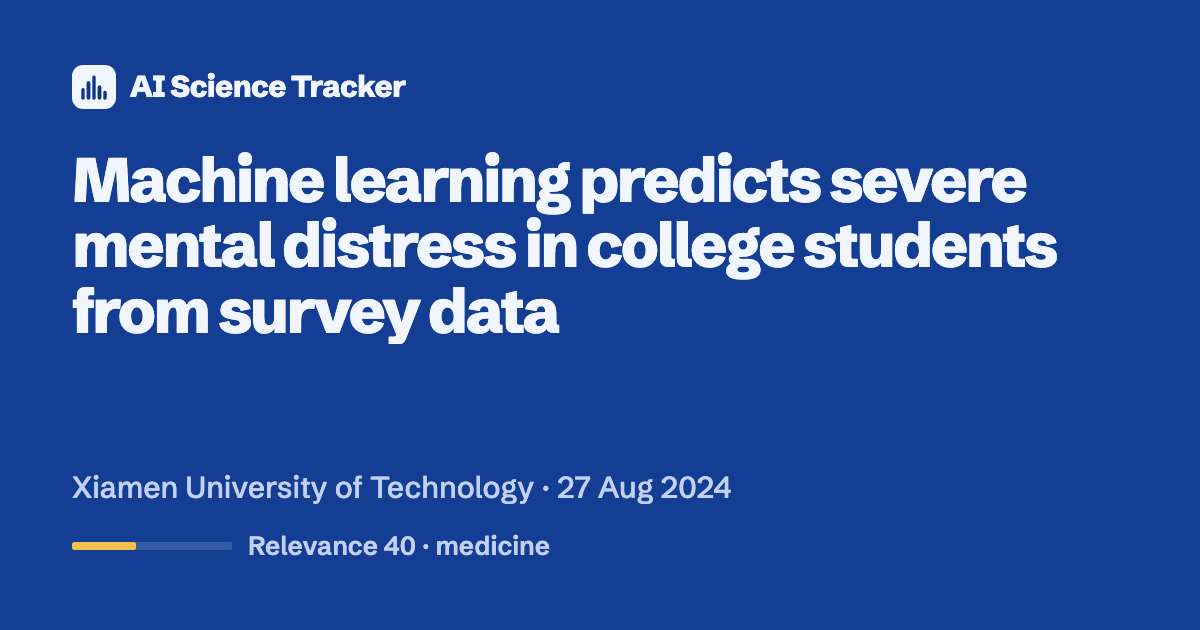 AI Science Tracker
Machine learning predicts severe
mental distress in college students
from survey data
Xiamen University of Technology · 27 Aug 2024
Relevance 40 · medicine